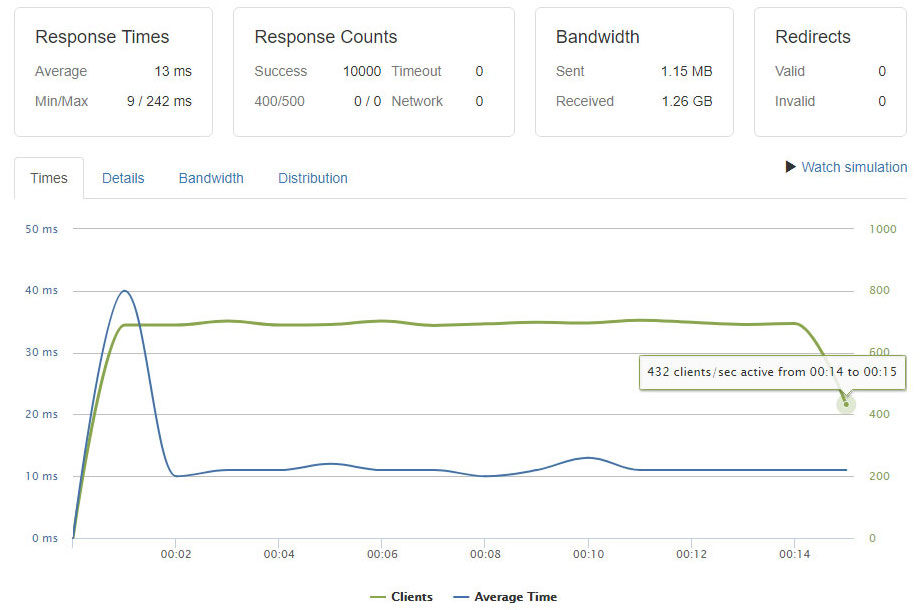 Response Times
Average 13 ms
Min/Max 9 / 242 ms
Response Counts
Success 10000 Timeout 0
400/500 0 / 0 Network 0
Bandwidth
Sent 1.15 MB
Received 1.26 GB
Redirects
Valid 0
Invalid 0
Times Details Bandwidth Distribution Watch simulation
50 ms 1000
40 ms 800
30 ms 600
432 clients/sec active from 00:14 to 00:15
20 ms 400
10 ms 200
0 ms 0
00:02 00:04 00:06 00:08 00:10 00:12 00:14
Clients Average Time